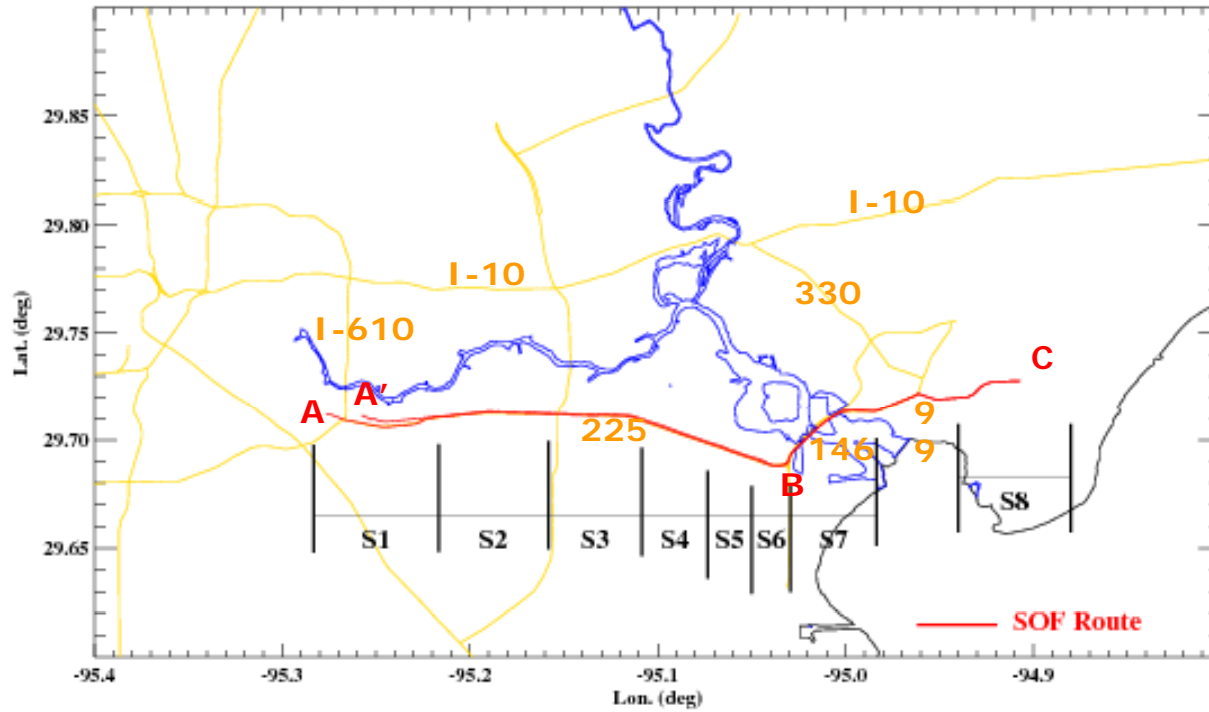 29.85
29.80
29.75
29.70
29.65
Lat. (deg)
I-10
I-10
330
I-610
C
A'
A
9
225
146
9
B
S8
S1
S2
S3
S4
S5
S6
S7
SOF Route
-95.4
-95.3
-95.2
-95.1
-95.0
-94.9
Lon. (deg)